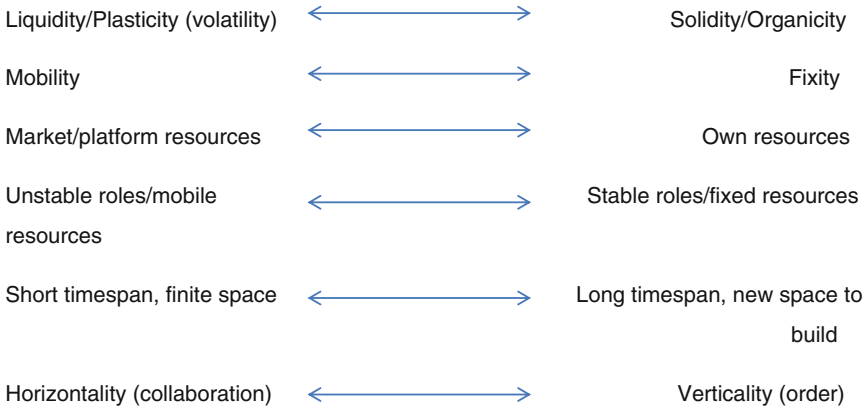 Liquidity/Plasticity (volatility) Solidity/Organicity
Mobility Fixity
Market/platform resources Own resources
Unstable roles/mobile Stable roles/fixed resources
resources
Short timespan, finite space Long timespan, new space to
build
Horizontality (collaboration) Verticality (order)